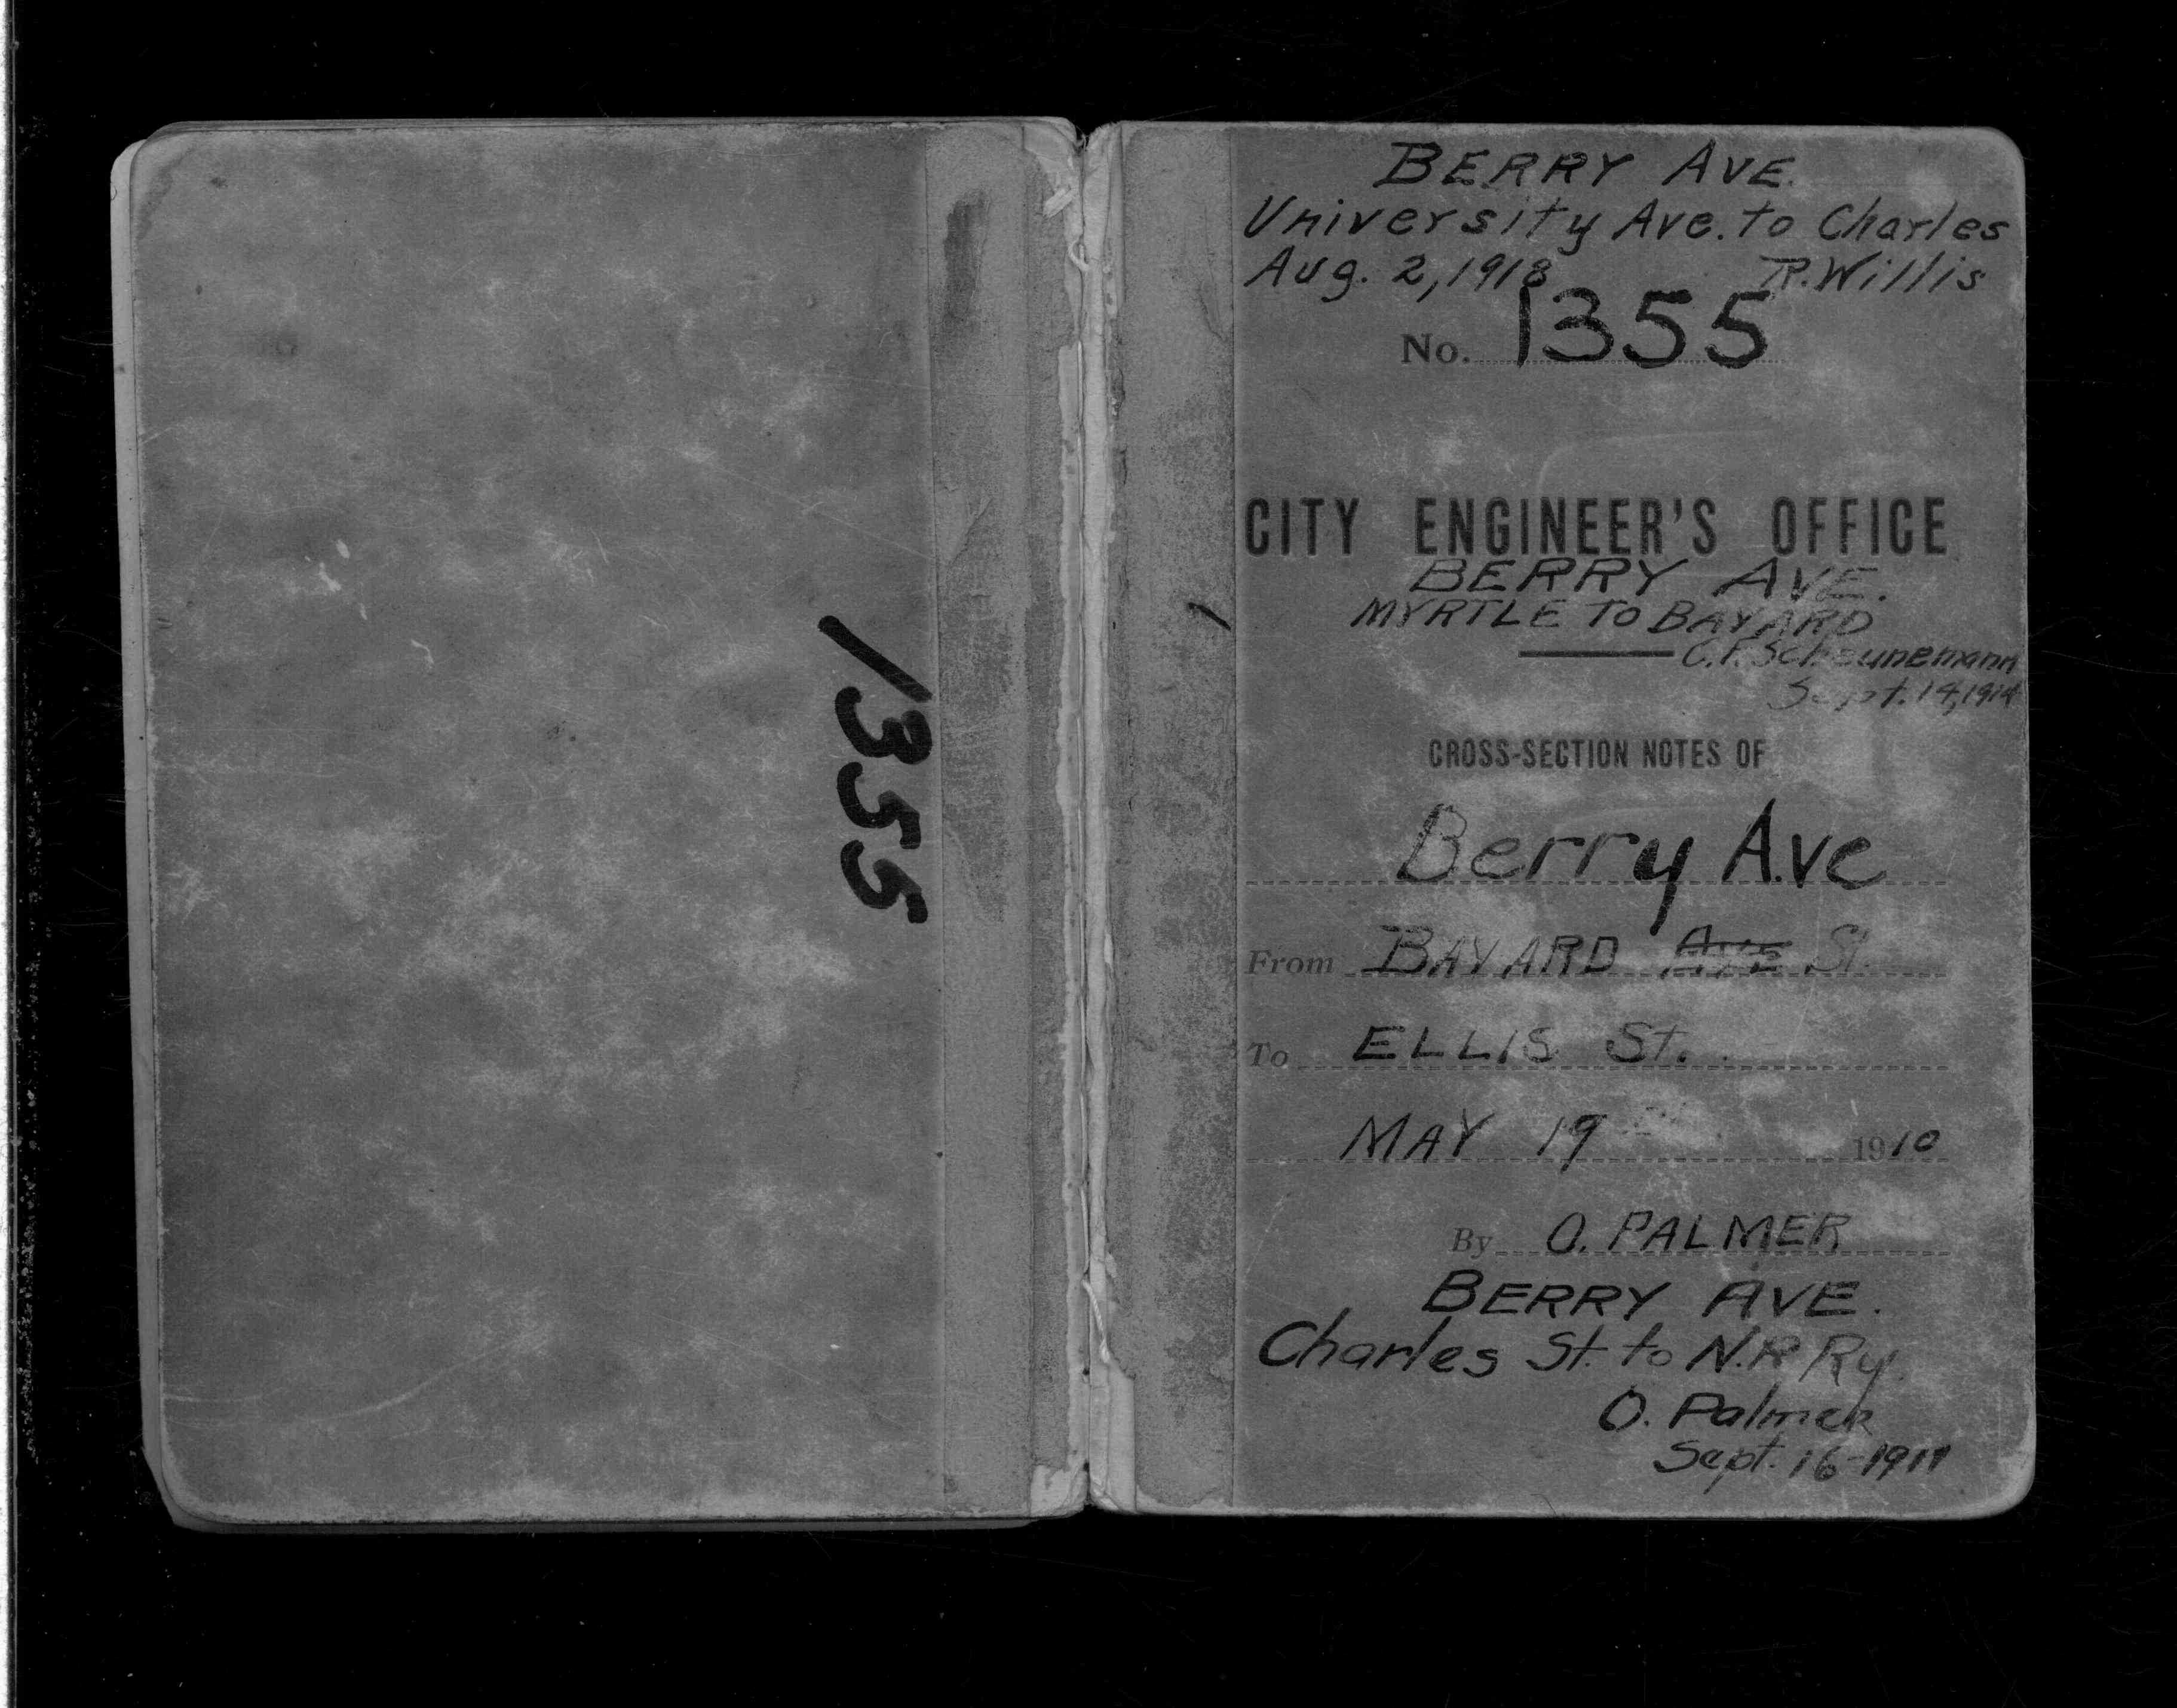 1355
BERRY AVE.
University Ave. to Charles
Aug. 2, 1918 R. Willis
No. 1355
CITY ENGINEER'S OFFICE
BERRY AVE.
MYRTLE TO BAYARD
C.F. Scheunemann
Sept. 14, 1914
CROSS-SECTION NOTES OF
Berry Ave
From BAYARD Ave St.
To ELLIS St.
MAY 19 1910
By O. PALMER
BERRY AVE.
Charles St. to N.P. Ry.
O. Palmer
Sept. 16-1911